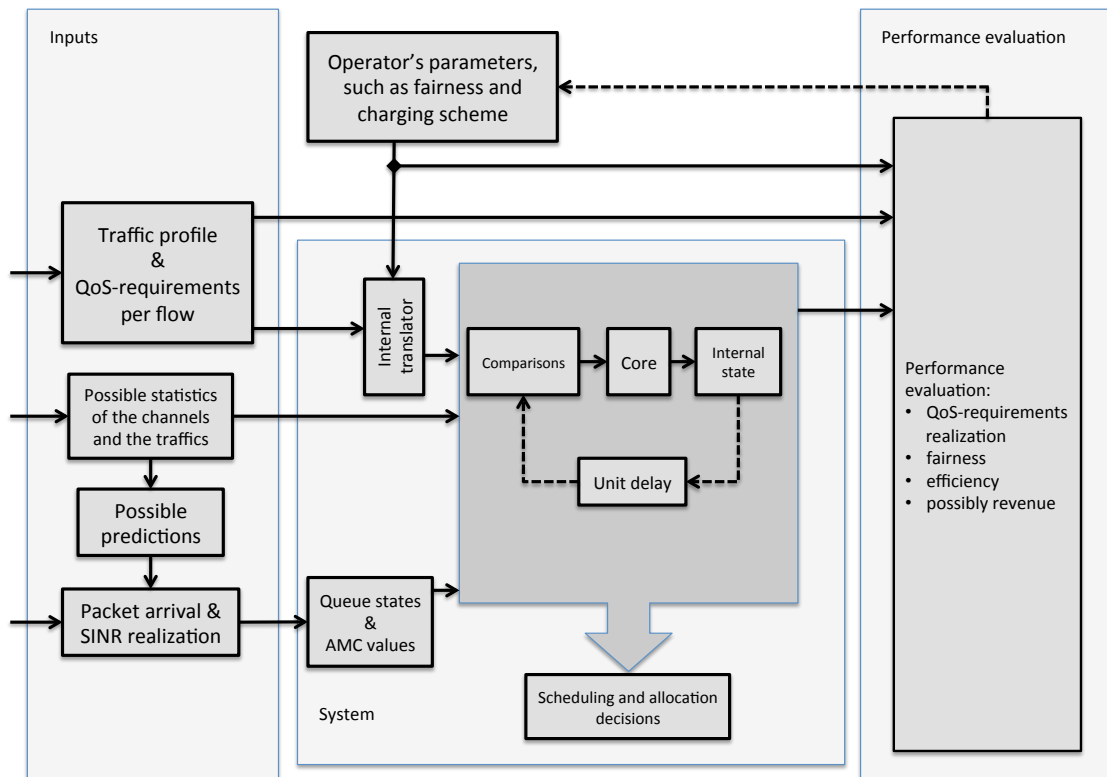 Inputs
Operator's parameters,
such as fairness and
charging scheme
Performance evaluation
Traffic profile
&
QoS-requirements
per flow
Internal
translator
Comparisons
Core
Internal
state
Unit delay
Possible statistics
of the channels
and the traffics
Possible
predictions
Packet arrival &
SINR realization
Queue states
&
AMC values
Scheduling and allocation
decisions
System
Performance
evaluation:
• QoS-requirements
realization
• fairness
• efficiency
• possibly revenue